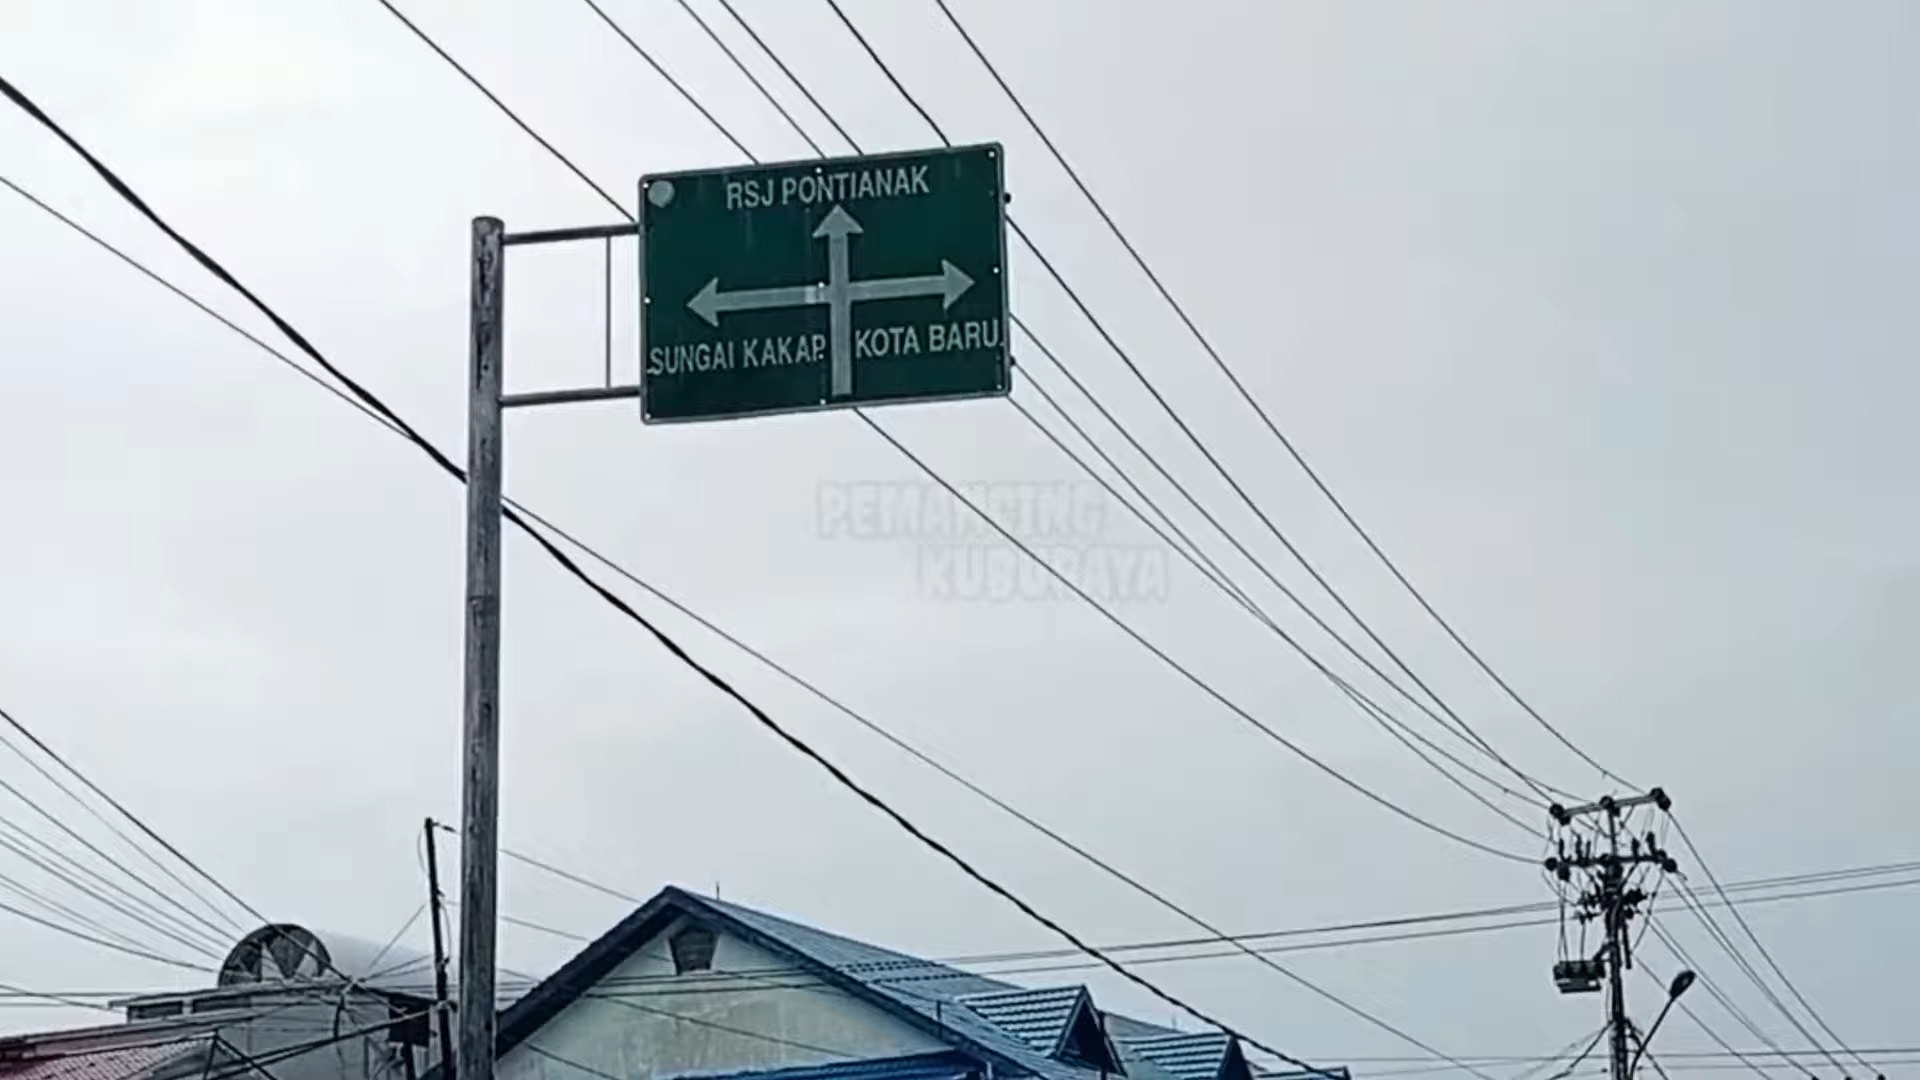 RSJ PONTIANAK
SUNGAI KAKAP
KOTA BARU
PEMANCING
KUBURAYA